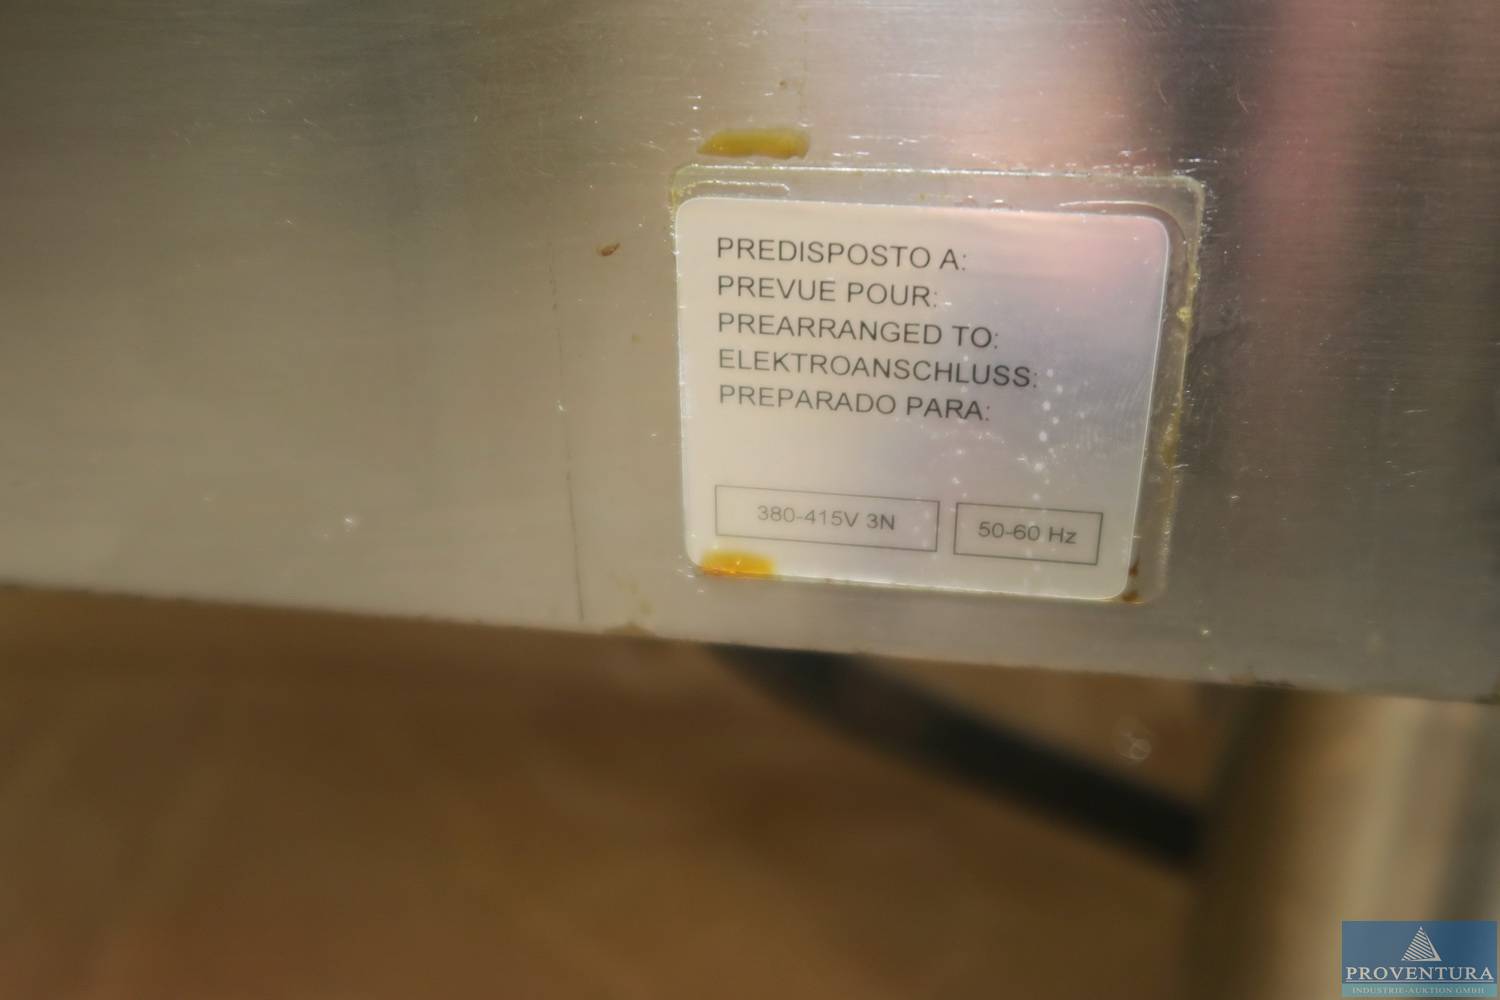 PREDISPOSTO A:
PREVUE POUR:
PREARRANGED TO:
ELEKTROANSCHLUSS:
PREPARADO PARA:
380-415V 3N
50-60 Hz
PROVENTURA
INDUSTRIE-AUKTION GMBH